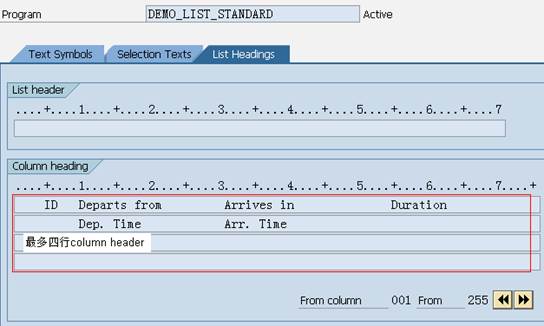 Program DEMO_LIST_STANDARD Active
Text Symbols Selection Texts List Headings
List header
....+....1....+....2....+....3....+....4....+....5....+....6....+....7
Column heading
....+....1....+....2....+....3....+....4....+....5....+....6....+....7....+
ID Departs from Arrives in Duration
Dep. Time Arr. Time
最多四行column header
From column 001 From 255